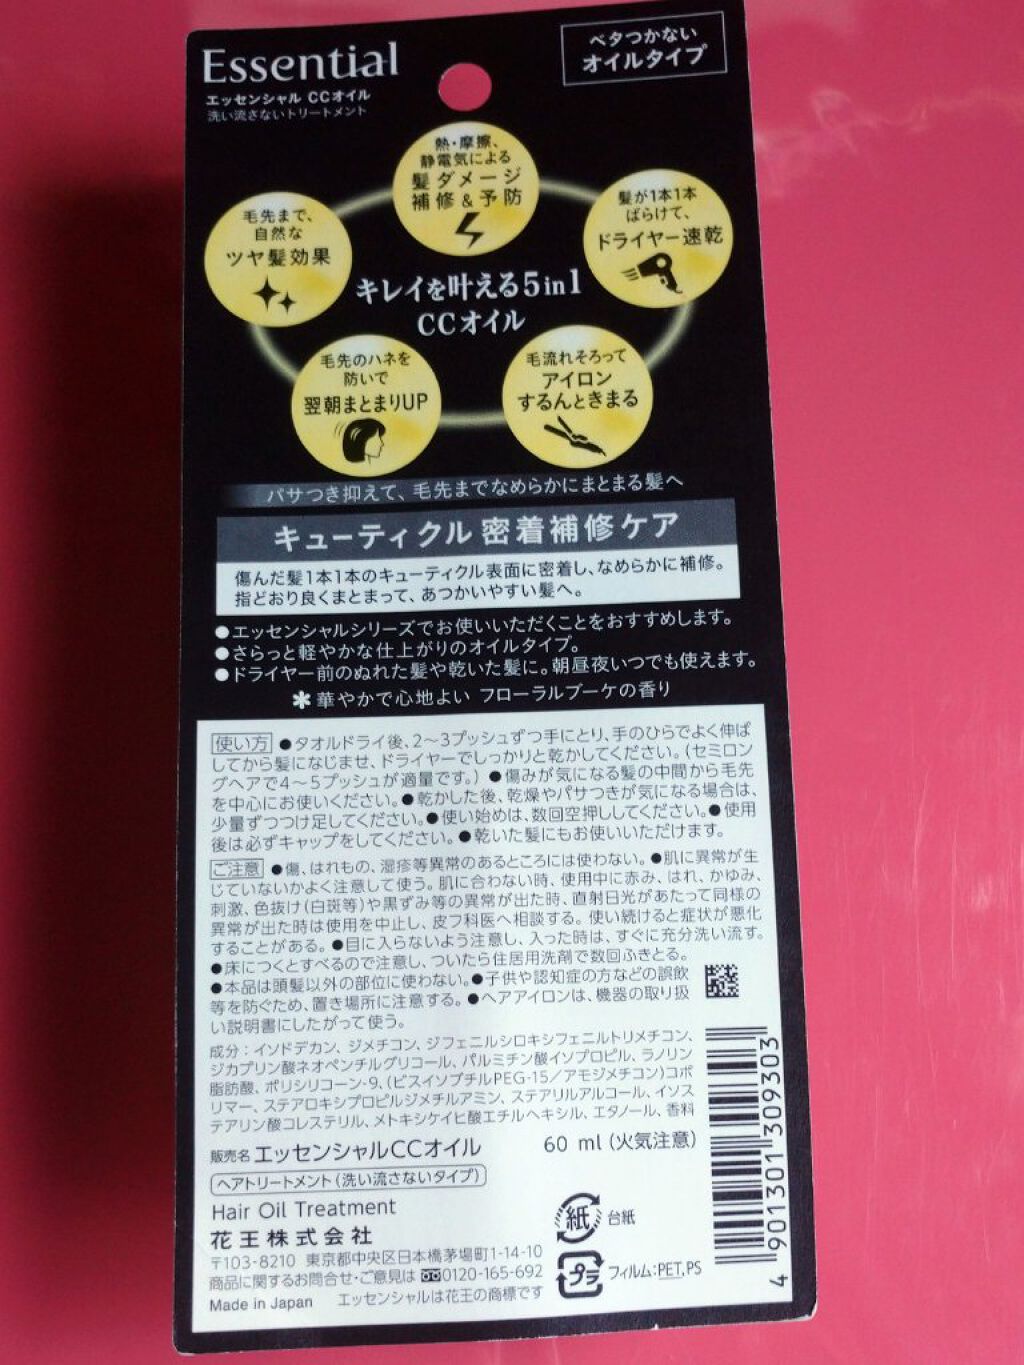 Essential
エッセンシャル CCオイル
洗い流さないトリートメント
ベタつかない
オイルタイプ
熱・摩擦、
静電気による
髪ダメージ
補修&予防
毛先まで、
自然な
ツヤ髪効果
髪が1本1本
ばらけて、
ドライヤー速乾
キレイを叶える5in1
CCオイル
毛先のハネを
防いで
翌朝まとまりUP
毛流れそろって
アイロン
するんときまる
パサつき抑えて、毛先までなめらかにまとまる髪へ
キューティクル 密着補修ケア
傷んだ髪1本1本のキューティクル表面に密着し、なめらかに補修。
指どおり良くまとまって、あつかいやすい髪へ。
●エッセンシャルシリーズでお使いいただくことをおすすめします。
●さらっと軽やかな仕上がりのオイルタイプ。
●ドライヤー前のぬれた髪や乾いた髪に。朝昼夜いつでも使えます。
＊華やかで心地よい フローラルブーケの香り
使い方 ●タオルドライ後、2〜3プッシュずつ手にとり、手のひらでよく伸ば
してから髪になじませ、ドライヤーでしっかりと乾かしてください。(セミロン
グヘアで4〜5プッシュが適量です。) ●傷みが気になる髪の中間から毛先
を中心にお使いください。●乾かした後、乾燥やパサつきが気になる場合は、
少量ずつつけ足してください。●使い始めは、数回空押ししてください。●使用
後は必ずキャップをしてください。●乾いた髪にもお使いいただけます。
ご注意 ●傷、はれもの、湿疹等異常のあるところには使わない。●肌に異常が生
じていないかよく注意して使う。肌に合わない時、使用中に赤み、はれ、かゆみ、
刺激、色抜け(白斑等)や黒ずみ等の異常が出た時、直射日光があたって同様の
異常が出た時は使用を中止し、皮フ科医へ相談する。使い続けると症状が悪化
することがある。●目に入らないよう注意し、入った時は、すぐに充分洗い流す。
●床につくとすべるので注意し、ついたら住居用洗剤で数回ふきとる。
●本品は頭髪以外の部位に使わない。●子供や認知症の方などの誤飲
等を防ぐため、置き場所に注意する。●ヘアアイロンは、機器の取り扱
い説明書にしたがって使う。
成分：イソドデカン、ジメチコン、ジフェニルシロキシフェニルトリメチコン、
ジカプリン酸ネオペンチルグリコール、パルミチン酸イソプロピル、ラノリン
脂肪酸、ポリシリコーン-9、(ビスイソブチルPEG-15/アモジメチコン)コポ
リマー、ステアロキシプロピルジメチルアミン、ステアリルアルコール、イソス
テアリン酸コレステリル、メトキシケイヒ酸エチルヘキシル、エタノール、香料
販売名 エッセンシャルCCオイル 60 ml (火気注意)
ヘアトリートメント(洗い流さないタイプ)
Hair Oil Treatment
花王株式会社
〒103-8210 東京都中央区日本橋茅場町1-14-10
商品に関するお問合せ・ご意見は 0120-165-692
Made in Japan エッセンシャルは花王の商標です
紙 台紙
プラ フィルム:PET,PS
4 901301 309303